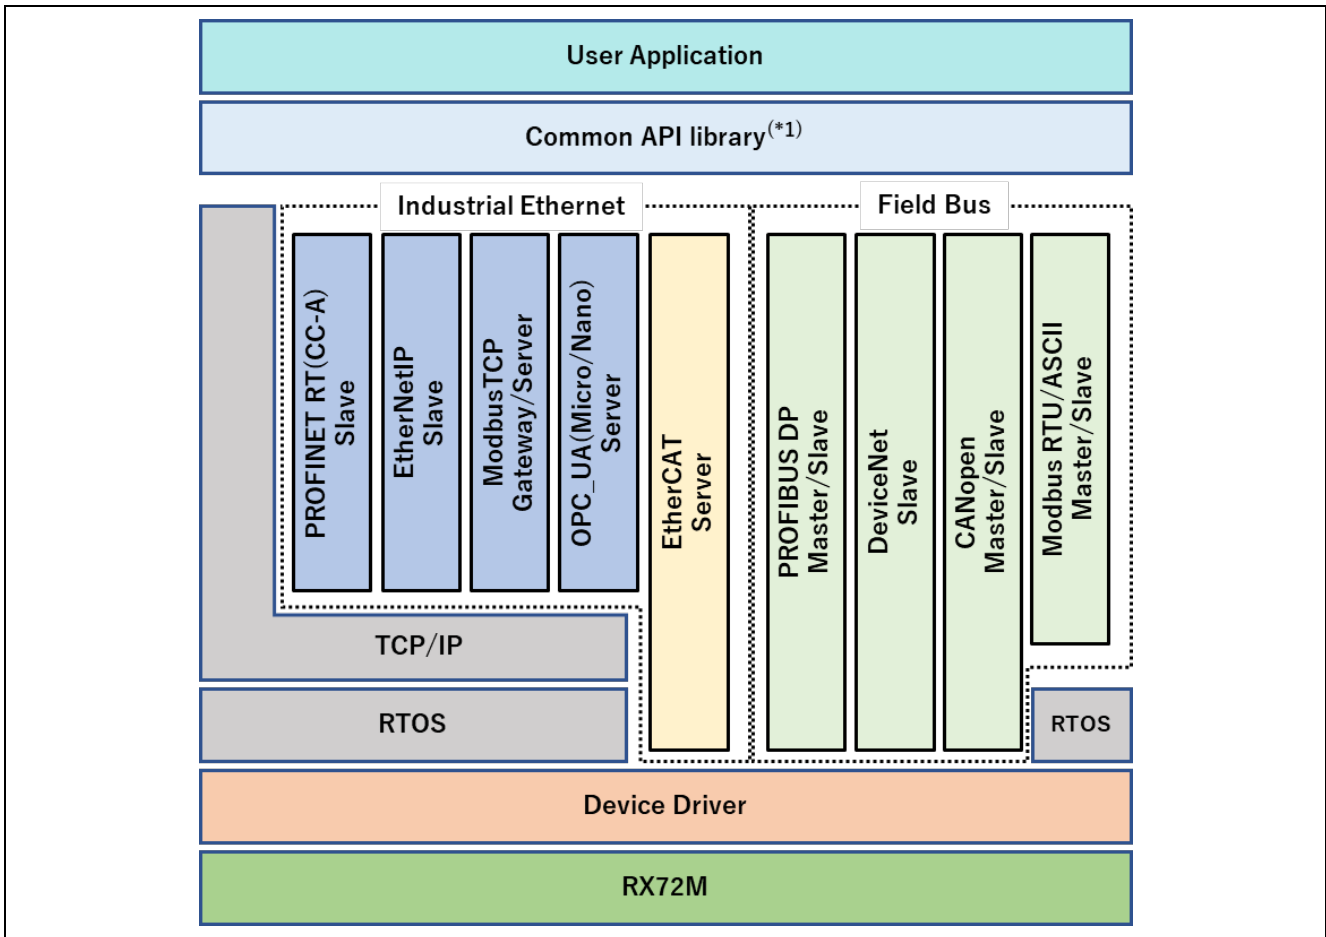 User Application
Common API library(*1)
Industrial Ethernet
Field Bus
PROFINET RT(CC-A)
Slave
EtherNetIP
Slave
ModbusTCP
Gateway/Server
OPC_UA(Micro/Nano)
Server
EtherCAT
Server
PROFIBUS DP
Master/Slave
DeviceNet
Slave
CANopen
Master/Slave
Modbus RTU/ASCII
Master/Slave
TCP/IP
RTOS
RTOS
Device Driver
RX72M